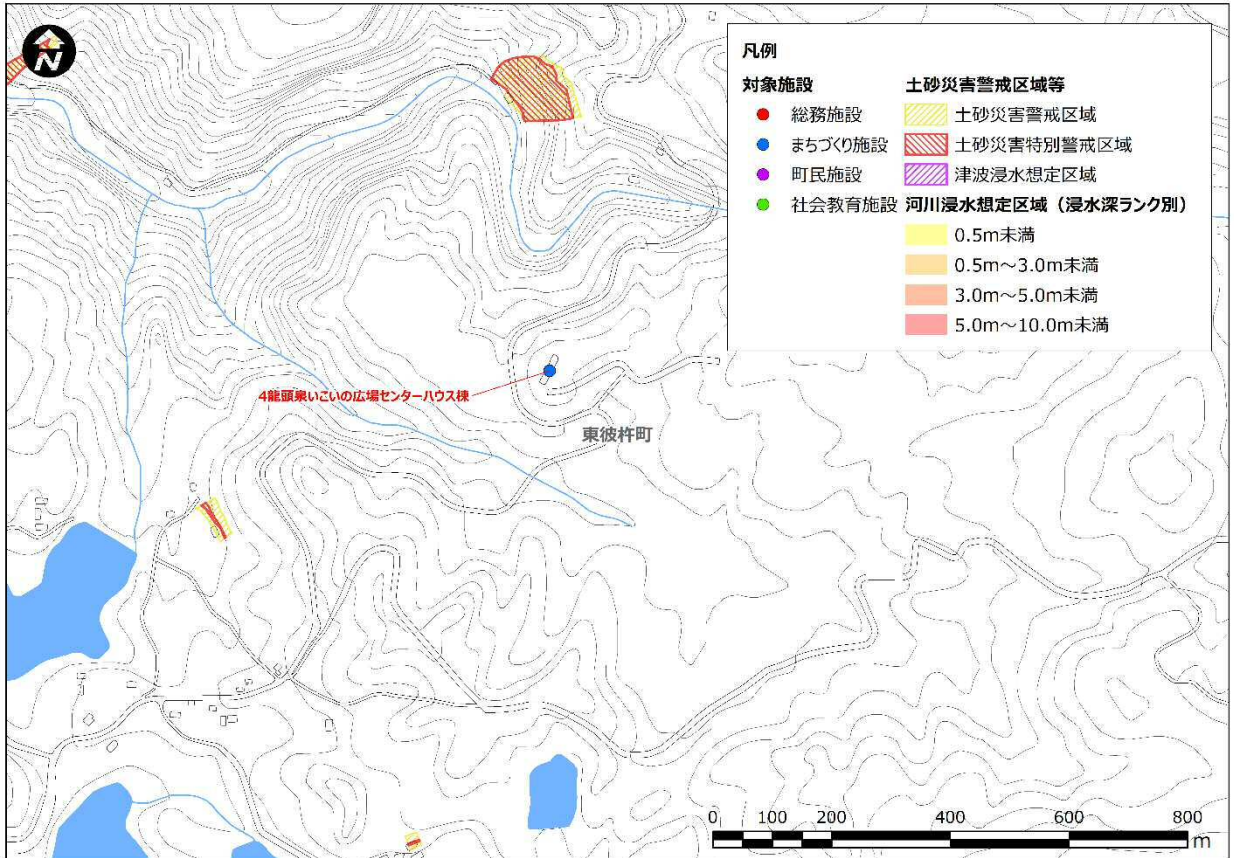 N
凡例
対象施設
総務施設
まちづくり施設
町民施設
社会教育施設
土砂災害警戒区域等
土砂災害警戒区域
土砂災害特別警戒区域
津波浸水想定区域
河川浸水想定区域（浸水深ランク別）
0.5m未満
0.5m～3.0m未満
3.0m～5.0m未満
5.0m～10.0m未満
4龍頭泉いこいの広場センターハウス棟
東彼杵町
0 100 200 400 600 800
m